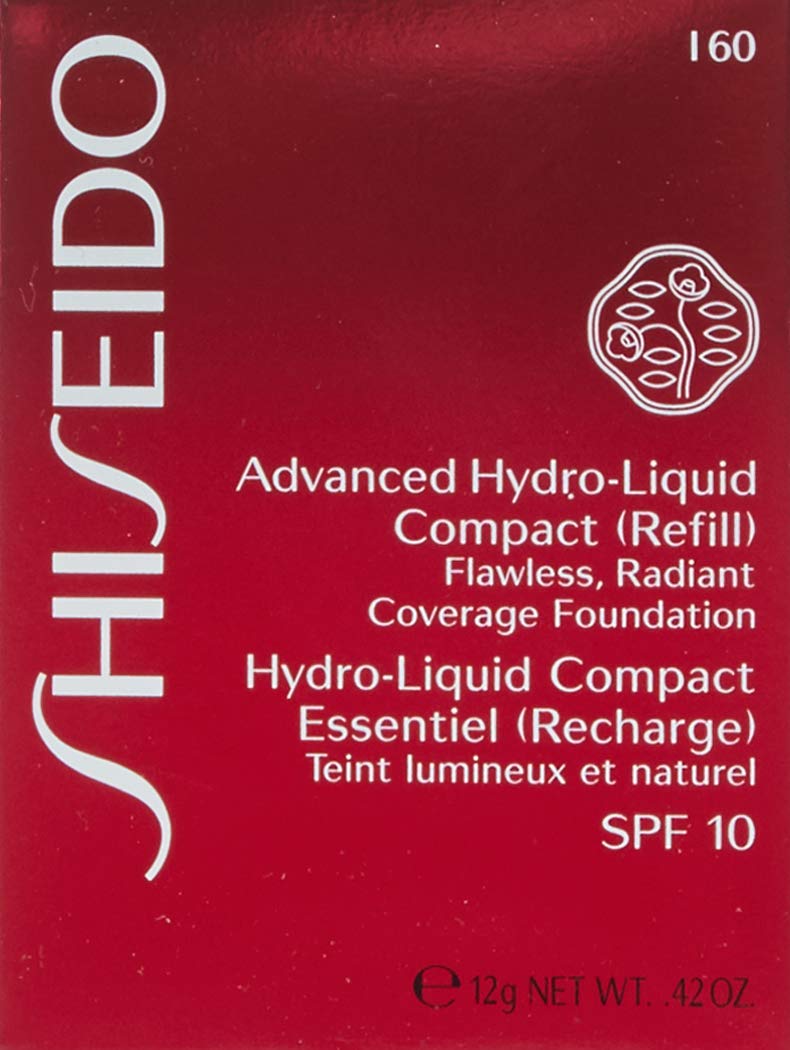 I 60
SHISEIDO
Advanced Hydro-Liquid
Compact (Refill)
Flawless, Radiant
Coverage Foundation
Hydro-Liquid Compact
Essentiel (Recharge)
Teint lumineux et naturel
SPF 10
℮ 12g NET WT. .42 OZ.